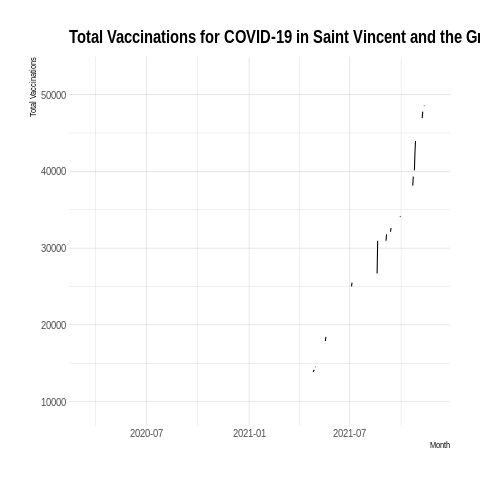 Total Vaccinations for COVID-19 in Saint Vincent and the Gr
Total Vaccinations
50000
40000
30000
20000
10000
2020-07 2021-01 2021-07
Month